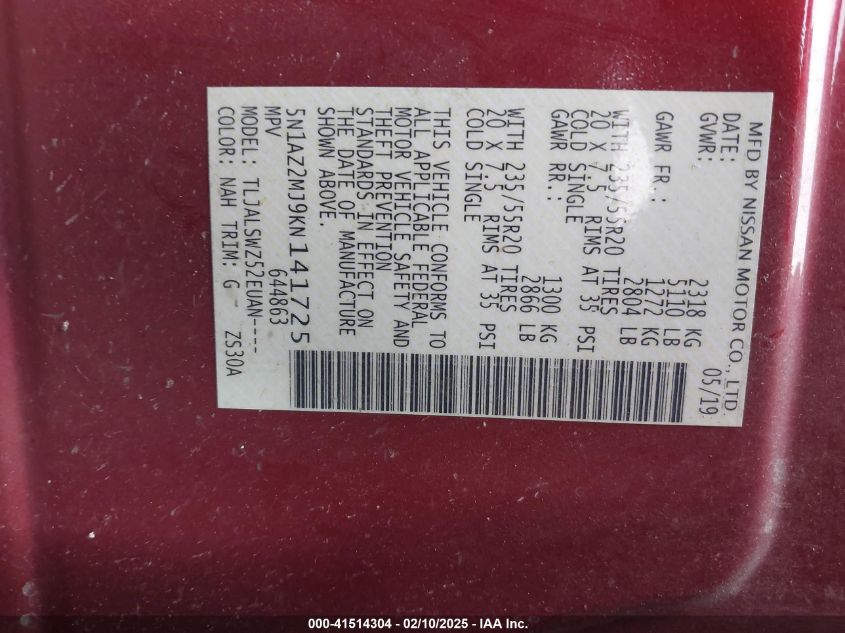 MFD BY NISSAN MOTOR CO., LTD.
DATE: 05/19
GVWR: 2318 KG
5110 LB
GAWR FR.: 1272 KG
2804 LB
WITH 235/55R20 TIRES
20 X 7.5 RIMS AT 35 PSI
COLD SINGLE
GAWR RR.: 1300 KG
2866 LB
WITH 235/55R20 TIRES
20 X 7.5 RIMS AT 35 PSI
COLD SINGLE
THIS VEHICLE CONFORMS TO
ALL APPLICABLE FEDERAL
MOTOR VEHICLE SAFETY AND
THEFT PREVENTION
STANDARDS IN EFFECT ON
THE DATE OF MANUFACTURE
SHOWN ABOVE.
5N1AZ2MJ9KN141725
MPV 644863
MODEL: TLJALSWZ52EUAN----
COLOR: NAH TRIM: G ZS30A
000-41514304 - 02/10/2025 - IAA Inc.